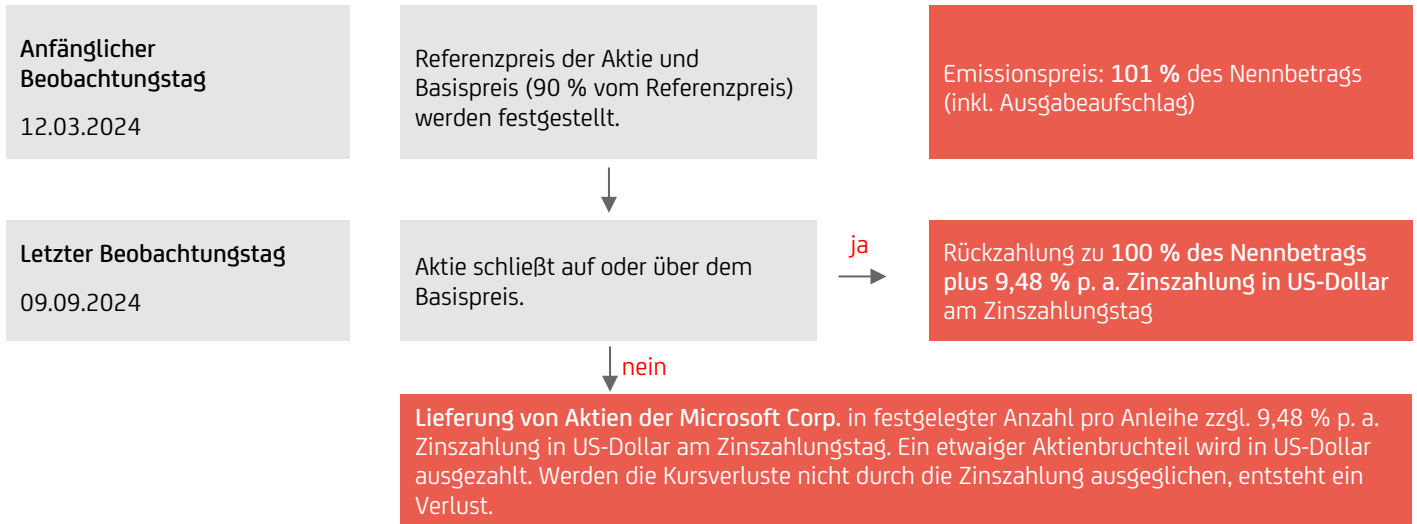 Anfänglicher
Beobachtungstag
12.03.2024
Referenzpreis der Aktie und
Basispreis (90 % vom Referenzpreis)
werden festgestellt.
Emissionspreis: 101 % des Nennbetrags
(inkl. Ausgabeaufschlag)
Letzter Beobachtungstag
09.09.2024
Aktie schließt auf oder über dem
Basispreis.
ja
Rückzahlung zu 100 % des Nennbetrags
plus 9,48 % p. a. Zinszahlung in US-Dollar
am Zinszahlungstag
nein
Lieferung von Aktien der Microsoft Corp. in festgelegter Anzahl pro Anleihe zzgl. 9,48 % p. a.
Zinszahlung in US-Dollar am Zinszahlungstag. Ein etwaiger Aktienbruchteil wird in US-Dollar
ausgezahlt. Werden die Kursverluste nicht durch die Zinszahlung ausgeglichen, entsteht ein
Verlust.